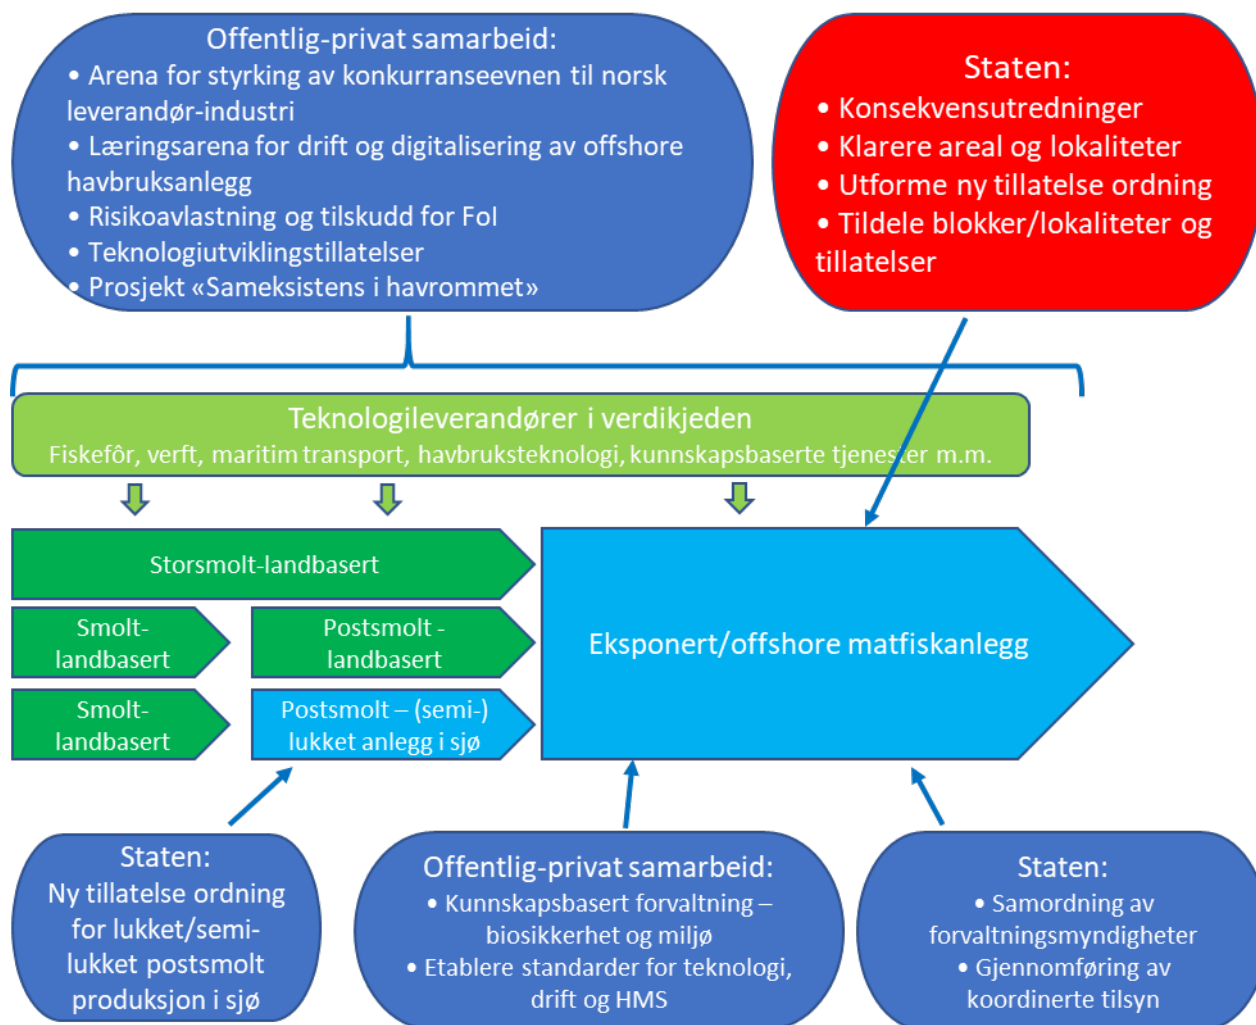 Offentlig-privat samarbeid:
• Arena for styrking av konkurranseevnen til norsk
leverandør-industri
• Læringsarena for drift og digitalisering av offshore
havbruksanlegg
• Risikoavlastning og tilskudd for FoI
• Teknologiutviklingstillatelser
• Prosjekt «Sameksistens i havrommet»
Staten:
• Konsekvensutredninger
• Klarere areal og lokaliteter
• Utforme ny tillatelse ordning
• Tildele blokker/lokaliteter og
tillatelser
Teknologileverandører i verdikjeden
Fiskefôr, verft, maritim transport, havbruksteknologi, kunnskapsbaserte tjenester m.m.
Storsmolt-landbasert
Smolt-
landbasert
Postsmolt -
landbasert
Smolt-
landbasert
Postsmolt – (semi-)
lukket anlegg i sjø
Eksponert/offshore matfiskanlegg
Staten:
Ny tillatelse ordning
for lukket/semi-
lukket postsmolt
produksjon i sjø
Offentlig-privat samarbeid:
• Kunnskapsbasert forvaltning –
biosikkerhet og miljø
• Etablere standarder for teknologi,
drift og HMS
Staten:
• Samordning av
forvaltningsmyndigheter
• Gjennomføring av
koordinerte tilsyn